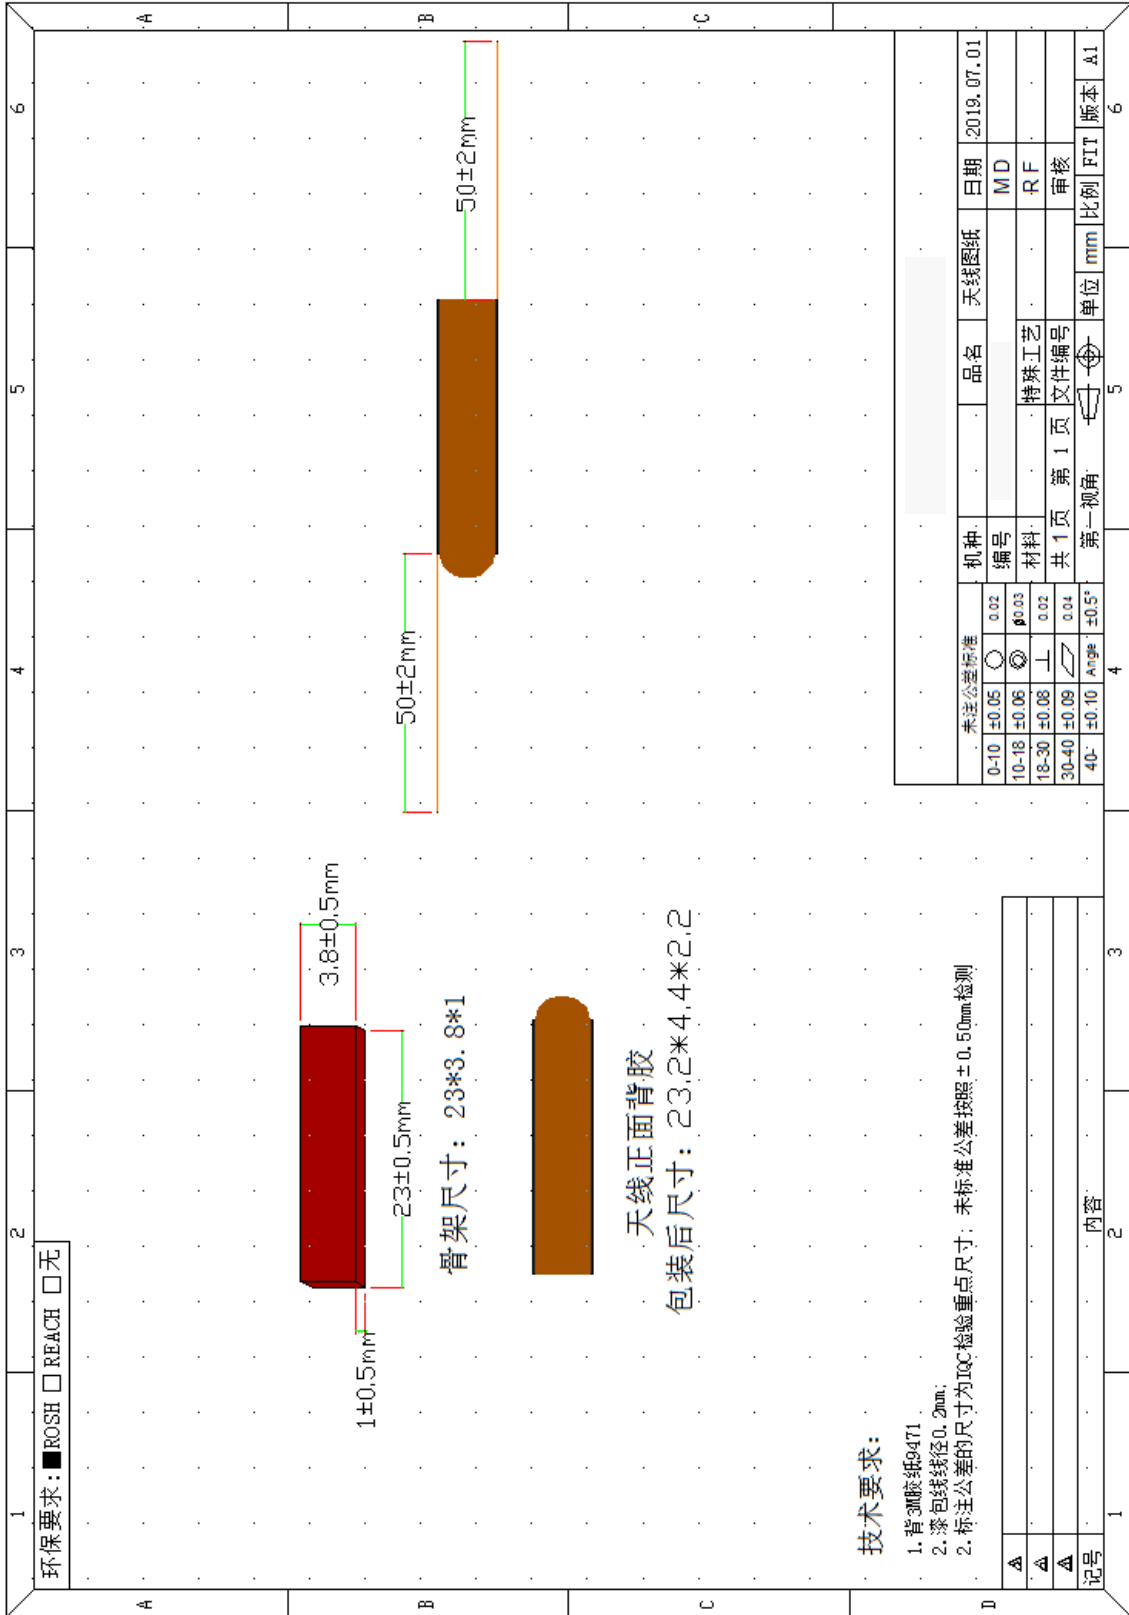 1 2 3 4 5 6
A
B
C
D
A
B
C
环保要求: ■ROSH □ REACH □无
3.8±0.5mm
1±0.5mm
23±0.5mm
骨架尺寸: 23*3.8*1
50±2mm
50±2mm
天线正面背胶
包装后尺寸: 23.2*4.4*2.2
技术要求:
1.背3M胶纸9471
2.漆包线线径0.2mm;
2.标注公差的尺寸为IQC检验重点尺寸; 未标准公差按照±0.50mm检测
记号 内容
未注公差标准
0-10 ±0.05 0.02
10-18 ±0.06 ø0.03
18-30 ±0.08 0.02
30-40 ±0.09 0.04
40- ±0.10 Angle ±0.5°
机种 品名 天线图纸 日期 2019.07.01
编号 MD
材料 特殊工艺 RF
共 1 页 第 1 页 文件编号 审核
第一视角 单位 mm 比例 FIT 版本 A1
1 2 3 4 5 6